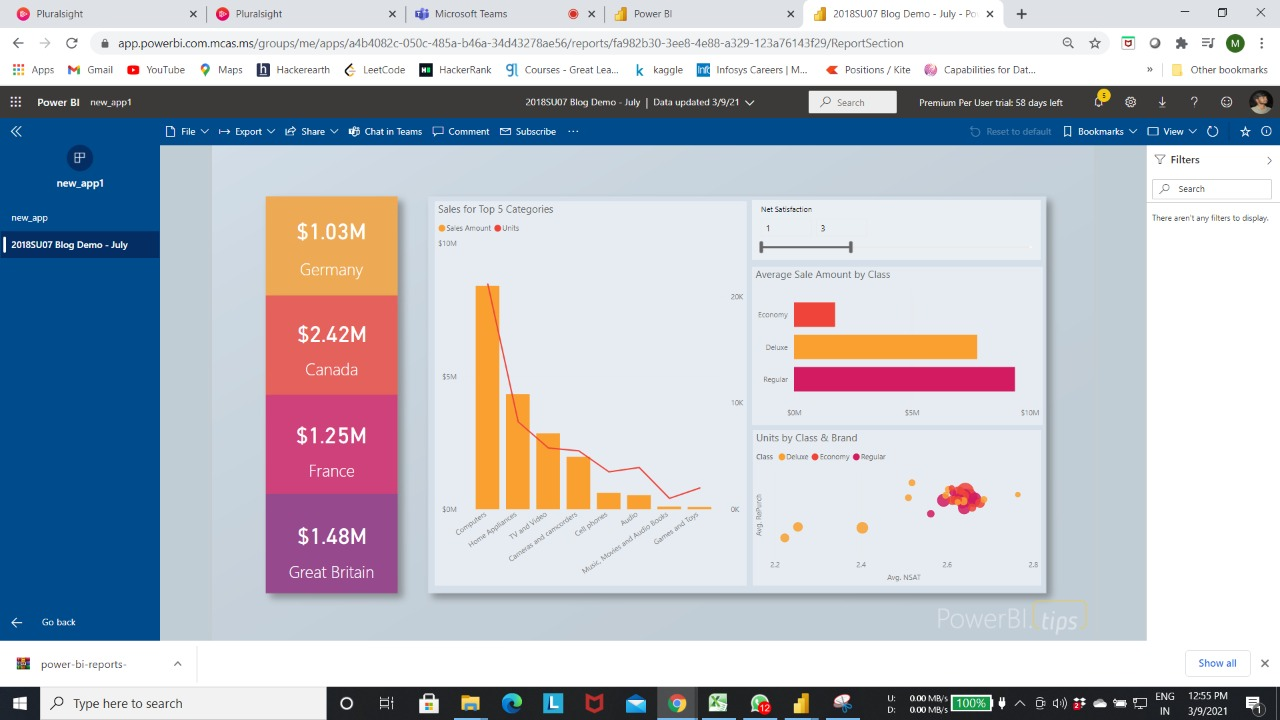 Pluralsight
Pluralsight
Microsoft Teams
Power BI
2018SU07 Blog Demo - July - Po
app.powerbi.com.mcas.ms/groups/me/apps/a4b4082c-050c-485a-b46a-34d43278ae56/reports/fa982b30-3ee8-4e88-a329-123a76143f29/ReportSection
M
Apps
Gmail
YouTube
Maps
Hackerearth
LeetCode
HackerRank
Courses - Great Lea...
kaggle
Infosys Careers | M...
Positions / Kite
Capabilities for Dat...
»
Other bookmarks
Power BI new_app1
2018SU07 Blog Demo - July | Data updated 3/9/21
Search
Premium Per User trial: 58 days left
5
File
Export
Share
Chat in Teams
Comment
Subscribe
···
Reset to default
Bookmarks
View
new_app1
new_app
2018SU07 Blog Demo - July
Go back
$1.03M
Germany
$2.42M
Canada
$1.25M
France
$1.48M
Great Britain
Sales for Top 5 Categories
Sales Amount Units
$10M
$5M
$0M
20K
10K
0K
Computers
Home Appliances
TV and Video
Cameras and camcorders
Cell phones
Audio
Music, Movies and Audio Books
Games and Toys
Net Satisfaction
1 3
Average Sale Amount by Class
Economy
Deluxe
Regular
$0M $5M $10M
Units by Class & Brand
Class Deluxe Economy Regular
Avg. RePurch
2.2 2.4 2.6 2.8
Avg. NSAT
PowerBI.tips
Filters
Search
There aren't any filters to display.
power-bi-reports-
Show all
Type here to search
12
U: 0.00 MB/s
D: 0.00 MB/s
100%
2
ENG
IN
12:55 PM
3/9/2021
1